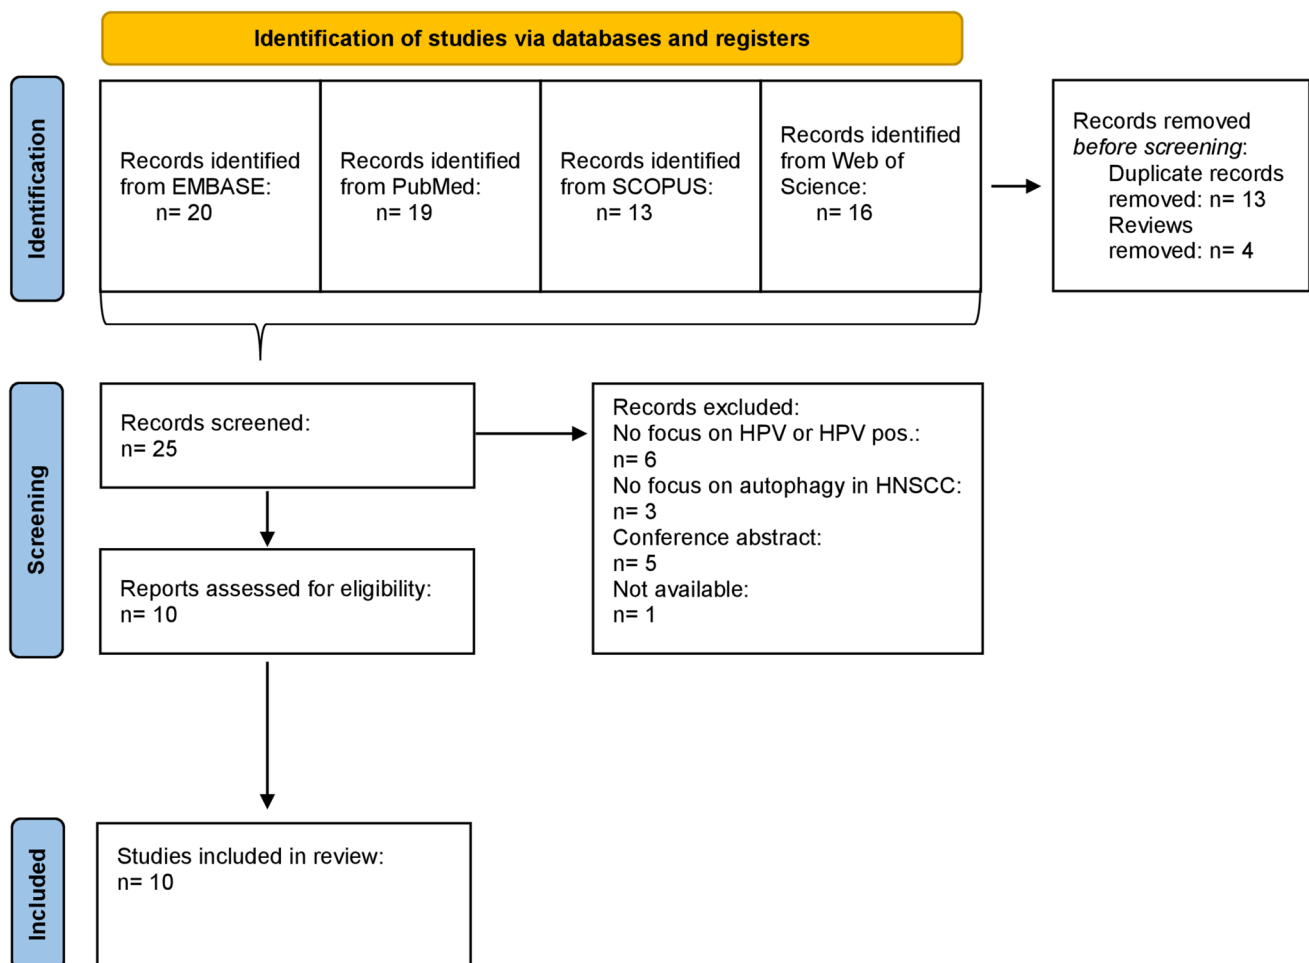 Identification of studies via databases and registers
Identification
Records identified
from EMBASE:
n= 20
Records identified
from PubMed:
n= 19
Records identified
from SCOPUS:
n= 13
Records identified
from Web of
Science:
n= 16
Records removed
before screening:
Duplicate records
removed: n= 13
Reviews
removed: n= 4
Screening
Records screened:
n= 25
Records excluded:
No focus on HPV or HPV pos.:
n= 6
No focus on autophagy in HNSCC:
n= 3
Conference abstract:
n= 5
Not available:
n= 1
Reports assessed for eligibility:
n= 10
Included
Studies included in review:
n= 10